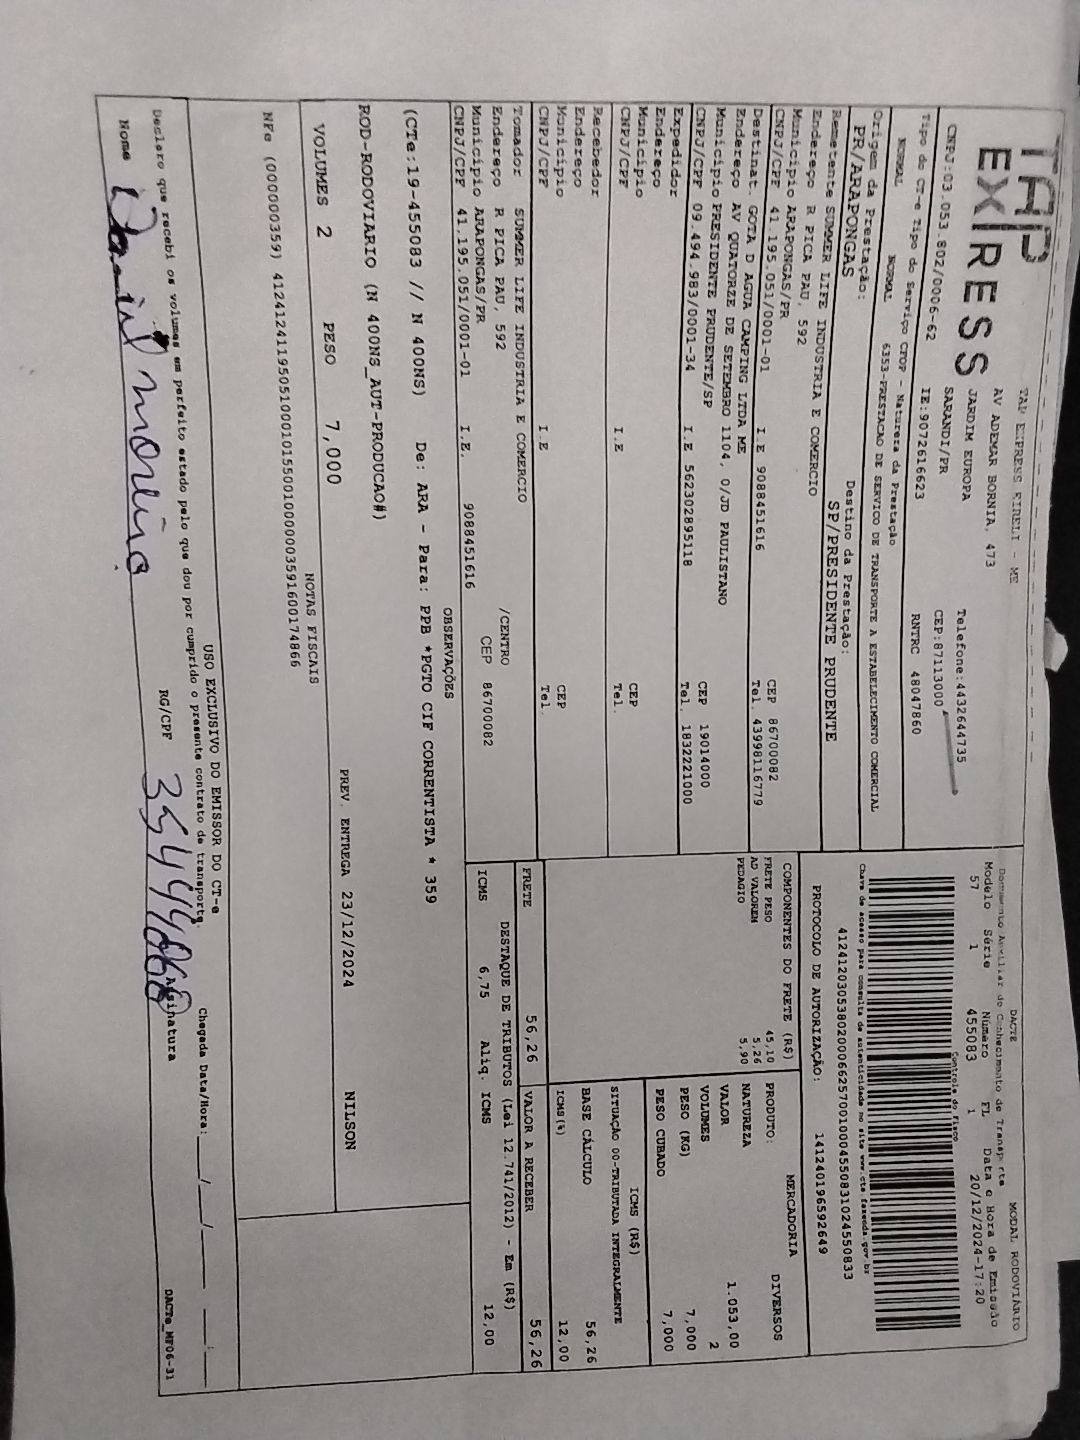 TAP
EXPRESS
TAP EXPRESS EIRELI - ME
AV ADEMAR BORNIA, 473
JARDIM EUROPA
SARANDI/PR
Telefone:4432644735
CEP:87113000
CNPJ:03.053.802/0006-62 IE:9072616623 RNTRC 48047860
Tipo do CT-e Tipo do Serviço CFOP - Natureza da Prestação
NORMAL NORMAL 6353-PRESTACAO DE SERVICO DE TRANSPORTE A ESTABELECIMENTO COMERCIAL
Origem da Prestação: Destino da Prestação:
PR/ARAPONGAS SP/PRESIDENTE PRUDENTE
Remetente SUMMER LIFE INDUSTRIA E COMERCIO
Endereço R PICA PAU, 592
Município ARAPONGAS/PR CEP 86700082
CNPJ/CPF 41.195.051/0001-01 I.E 9088451616 Tel. 43998116779
Destinat. GOTA D AGUA CAMPING LTDA ME
Endereço AV QUATORZE DE SETEMBRO 1104, 0/JD PAULISTANO
Município PRESIDENTE PRUDENTE/SP CEP 19014000
CNPJ/CPF 09.494.983/0001-34 I.E 562302895118 Tel. 1832221000
Expedidor
Endereço
Município CEP
CNPJ/CPF I.E Tel.
Recebedor
Endereço
Município CEP
CNPJ/CPF I.E Tel.
Tomador SUMMER LIFE INDUSTRIA E COMERCIO
Endereço R PICA PAU, 592 /CENTRO
Município ARAPONGAS/PR CEP 86700082
CNPJ/CPF 41.195.051/0001-01 I.E. 9088451616
DACTE MODAL RODOVIÁRIO
Documento Auxiliar do Conhecimento de Transporte
Modelo Série Número FL Data e Hora de Emissão
57 1 455083 1 20/12/2024-17:20
Controle do Fisco
Chave de acesso para consulta de autenticidade no site www.cte.fazenda.gov.br
41241203053802000662570010004550831024550833
PROTOCOLO DE AUTORIZAÇÃO: 141240196592649
COMPONENTES DO FRETE (R$)
FRETE PESO 45,10
AD VALOREM 5,26
PEDAGIO 5,90
MERCADORIA
PRODUTO: DIVERSOS
NATUREZA
VALOR 1.053,00
VOLUMES 2
PESO (KG) 7,000
PESO CUBADO 7,000
ICMS (R$)
SITUAÇÃO 00-TRIBUTADA INTEGRALMENTE
BASE CÁLCULO 56,26
ICMS(%) 12,00
FRETE 56,26 VALOR A RECEBER 56,26
DESTAQUE DE TRIBUTOS (Lei 12.741/2012) - Em (R$)
ICMS 6,75 Aliq. ICMS 12,00
OBSERVAÇÕES
(CTe:19-455083 // N 400NS) De: ARA - Para: PPB *PGTO CIF CORRENTISTA * 359
ROD-RODOVIARIO (N 400NS_AUT-PRODUCAO#)
VOLUMES 2 PESO 7,000 PREV. ENTREGA 23/12/2024 NILSON
NOTAS FISCAIS
NFe (000000359) 41241241195051000101550010000003591600174866
USO EXCLUSIVO DO EMISSOR DO CT-e
Declaro que recebi os volumes em perfeito estado pelo que dou por cumprido o presente contrato de transporte. Chegada Data/Hora: ___/___/____ ___:___
Nome RG/CPF Assinatura
DACTe_MF06-31